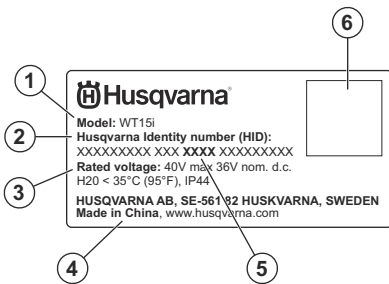 6
1
Husqvarna®
Model: WT15i
2
Husqvarna Identity number (HID):
XXXXXXXXX XXX XXXX XXXXXXXXX
3
Rated voltage: 40V max 36V nom. d.c.
H20 < 35°C (95°F), IP44
HUSQVARNA AB, SE-561 82 HUSKVARNA, SWEDEN
Made in China, www.husqvarna.com
4
5